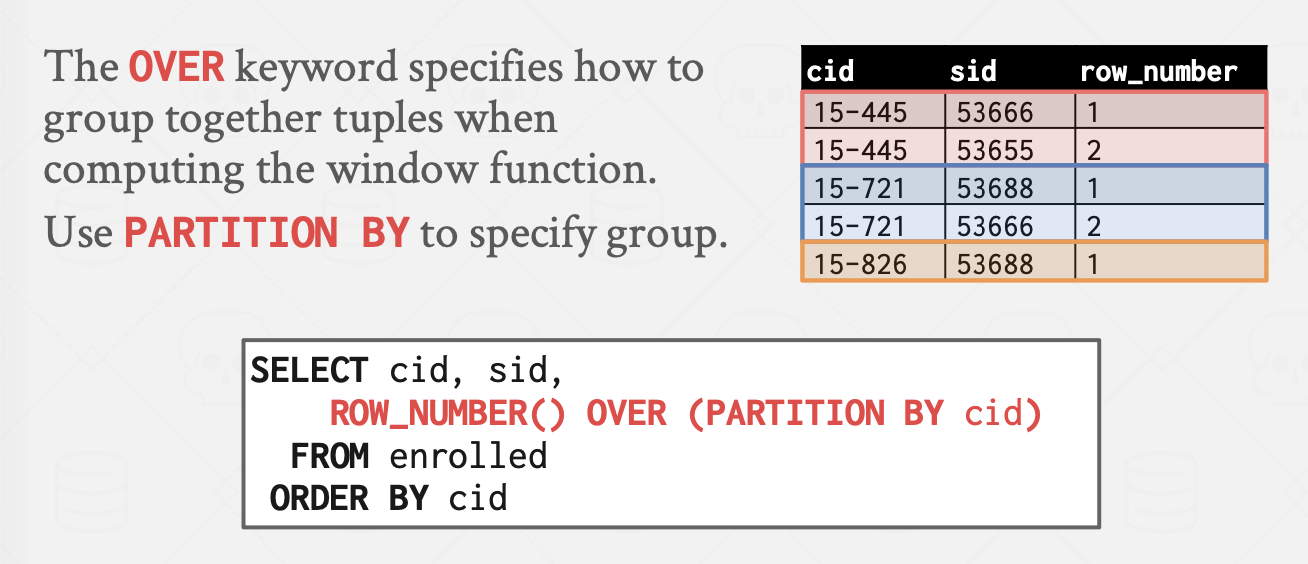 The OVER keyword specifies how to
group together tuples when
computing the window function.
Use PARTITION BY to specify group.
cid sid row_number
15-445 53666 1
15-445 53655 2
15-721 53688 1
15-721 53666 2
15-826 53688 1
SELECT cid, sid,
ROW_NUMBER() OVER (PARTITION BY cid)
FROM enrolled
ORDER BY cid